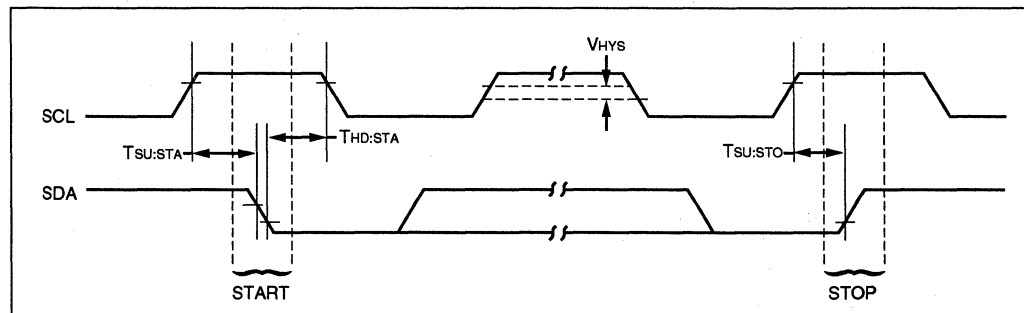 VHYS
SCL
THD:STA
TSU:STA
TSU:STO
SDA
START
STOP